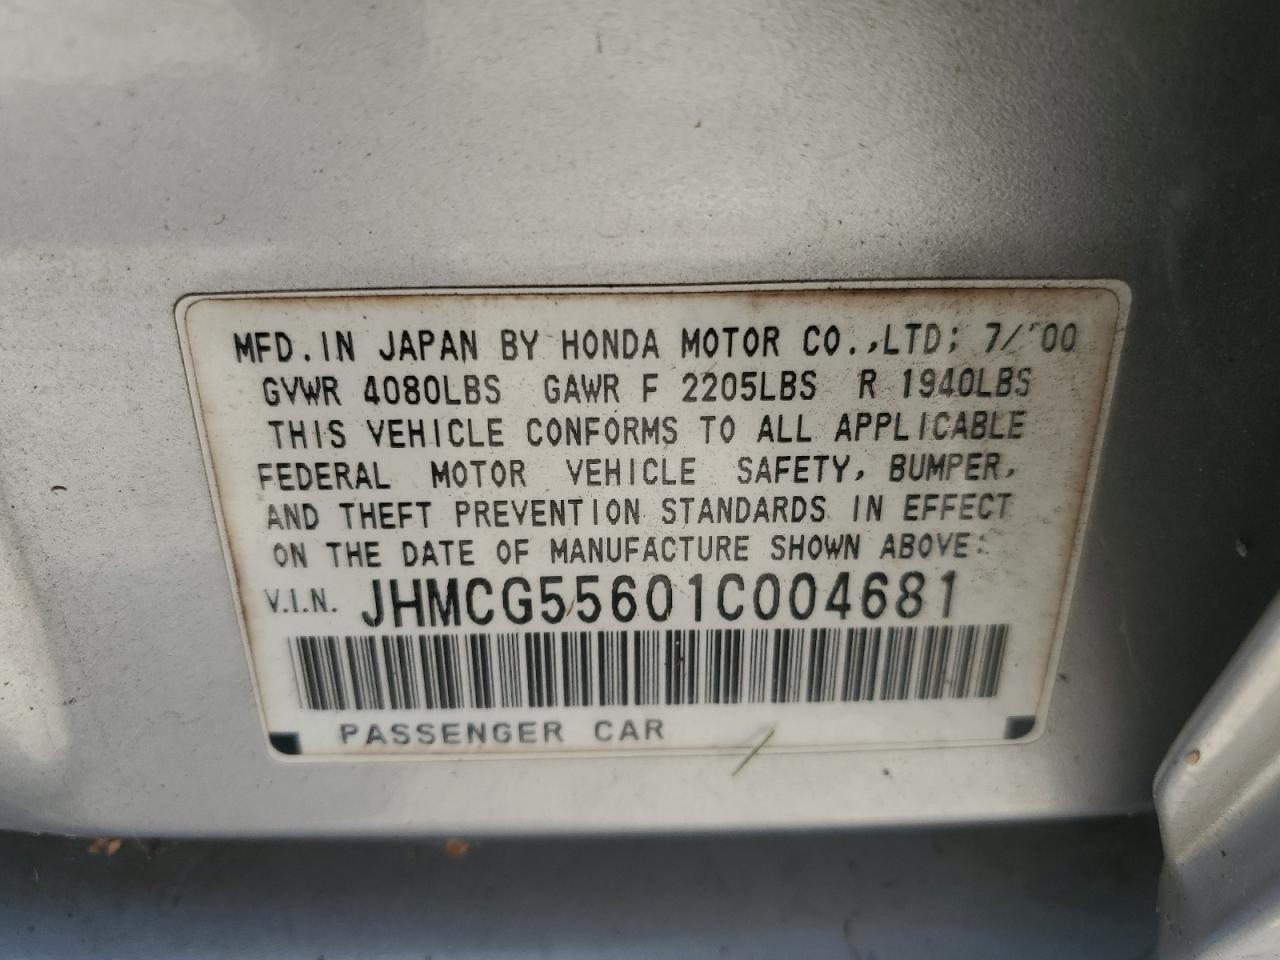 MFD. IN JAPAN BY HONDA MOTOR CO.,LTD; 7/'00
GVWR 4080LBS GAWR F 2205LBS R 1940LBS
THIS VEHICLE CONFORMS TO ALL APPLICABLE
FEDERAL MOTOR VEHICLE SAFETY, BUMPER,
AND THEFT PREVENTION STANDARDS IN EFFECT
ON THE DATE OF MANUFACTURE SHOWN ABOVE:
V.I.N. JHMCG55601C004681
PASSENGER CAR